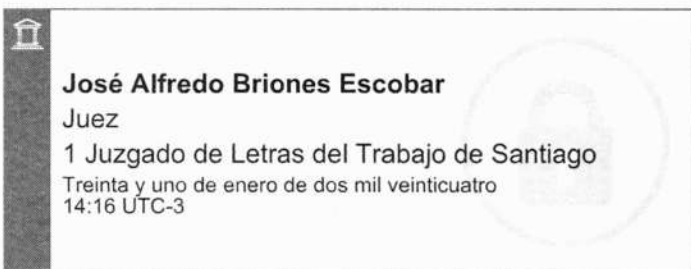 José Alfredo Briones Escobar
Juez
1 Juzgado de Letras del Trabajo de Santiago
Treinta y uno de enero de dos mil veinticuatro
14:16 UTC-3